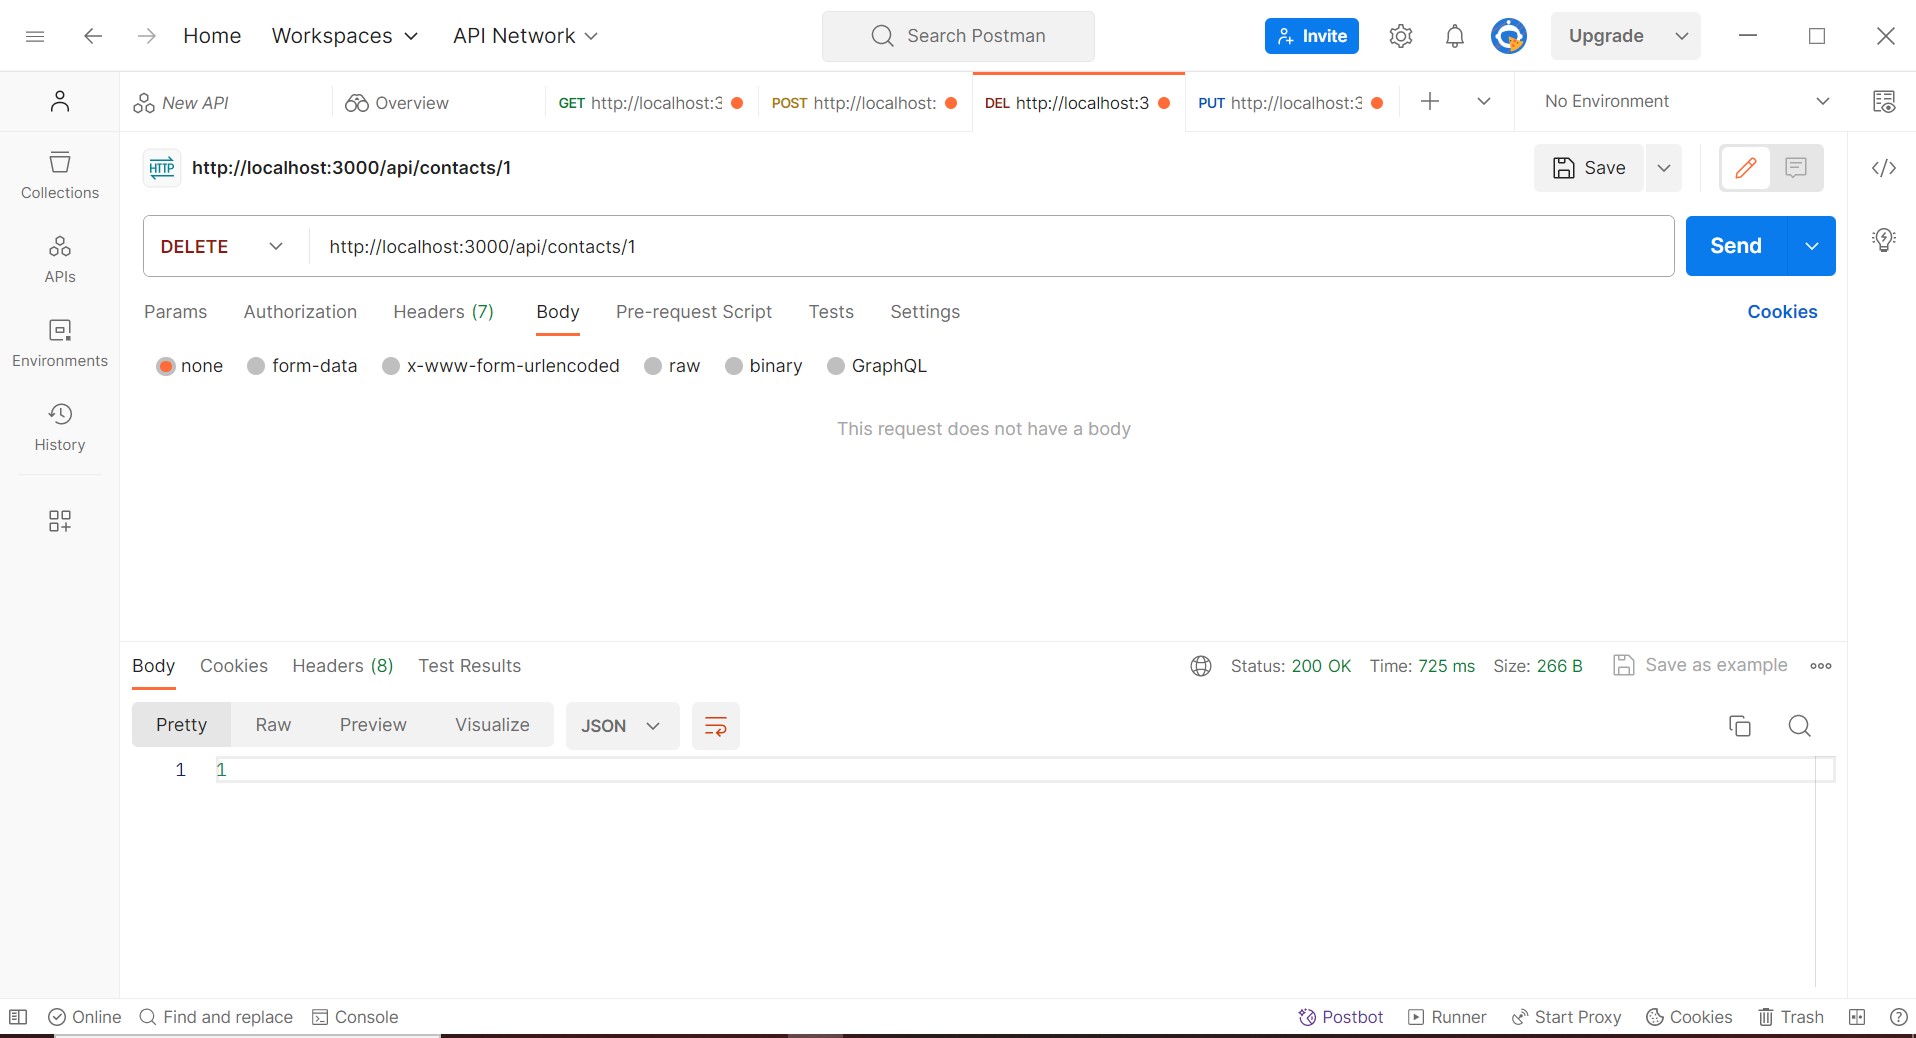 Home Workspaces API Network Search Postman Invite Upgrade
New API Overview GET http://localhost:3 POST http://localhost: DEL http://localhost:3 PUT http://localhost:3 No Environment
HTTP http://localhost:3000/api/contacts/1 Save
Collections
DELETE http://localhost:3000/api/contacts/1 Send
APIs
Params Authorization Headers (7) Body Pre-request Script Tests Settings Cookies
Environments
none form-data x-www-form-urlencoded raw binary GraphQL
This request does not have a body
History
Body Cookies Headers (8) Test Results Status: 200 OK Time: 725 ms Size: 266 B Save as example
Pretty Raw Preview Visualize JSON
1 1
Online Find and replace Console Postbot Runner Start Proxy Cookies Trash